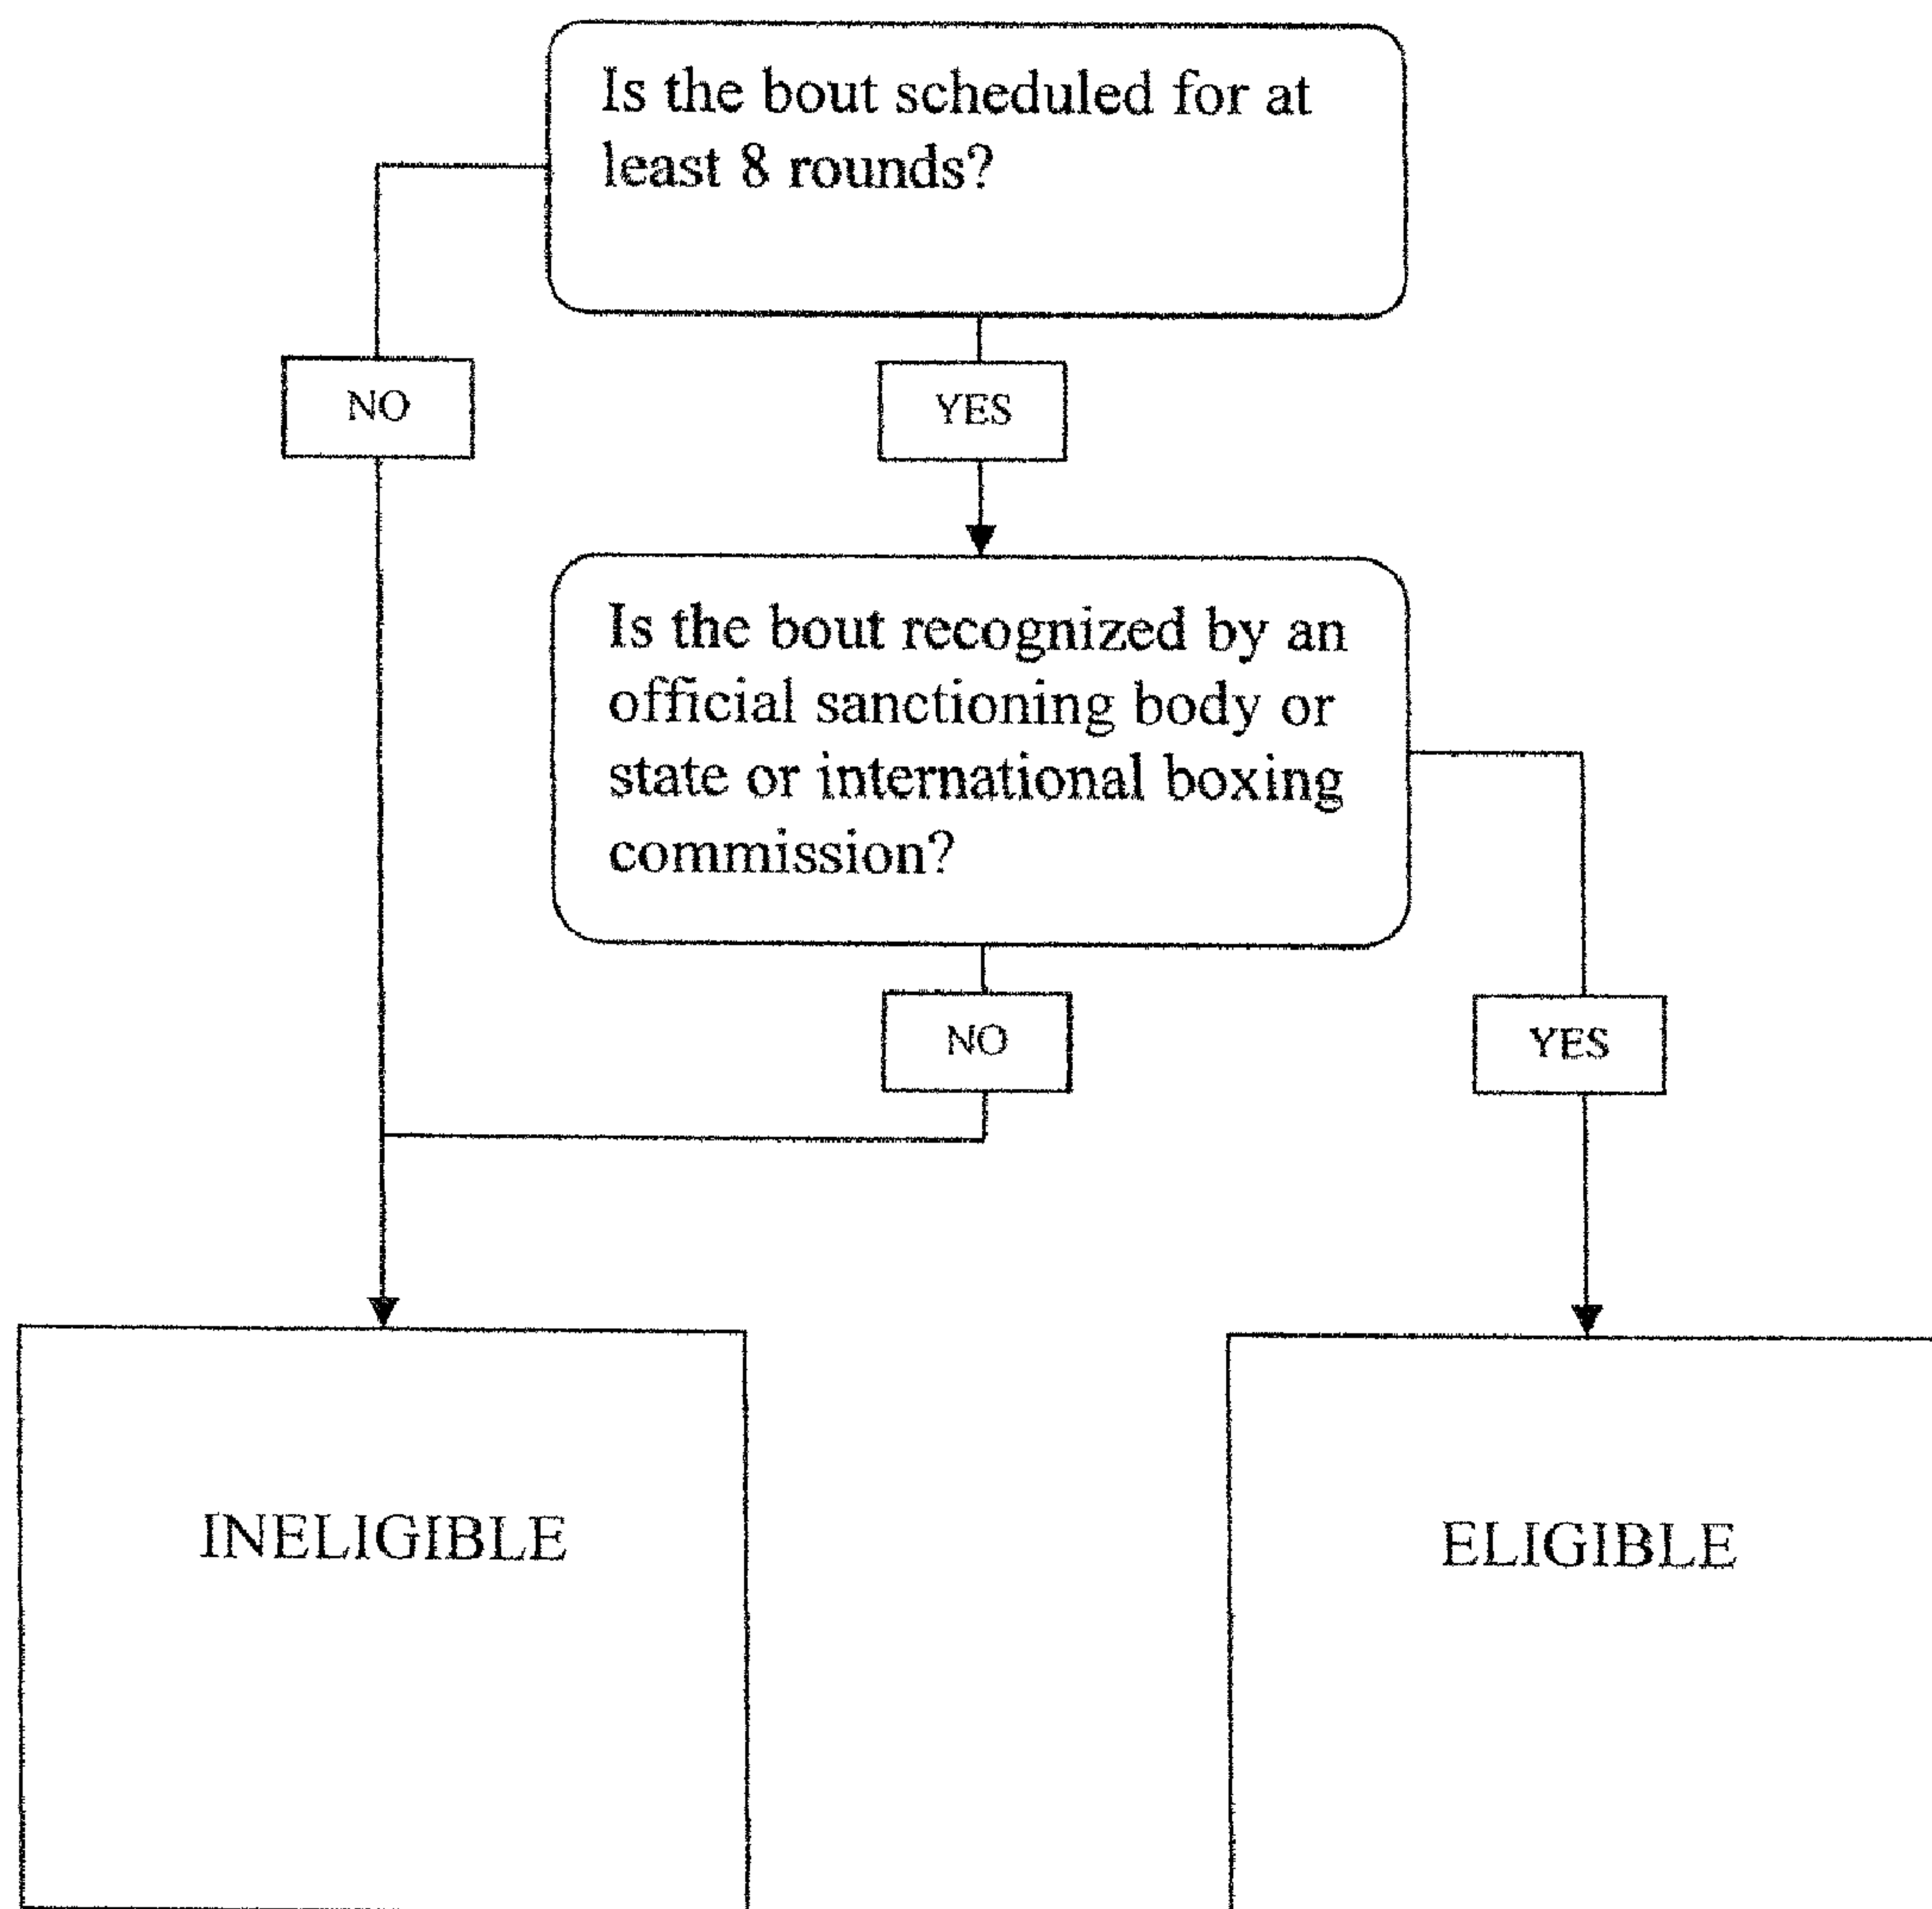 Is the bout scheduled for at
least 8 rounds?
NO
YES
Is the bout recognized by an
official sanctioning body or
state or international boxing
commission?
NO
YES
INELIGIBLE
ELIGIBLE